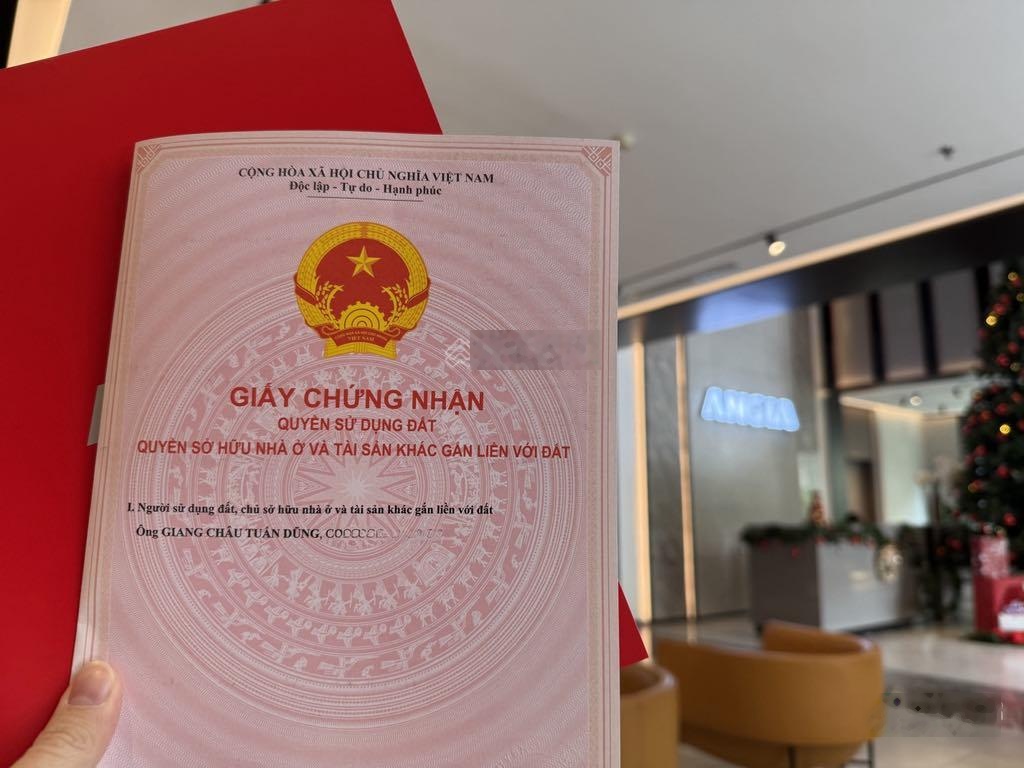 CỘNG HÒA XÃ HỘI CHỦ NGHĨA VIỆT NAM
Độc lập - Tự do - Hạnh phúc
VIỆT NAM
GIẤY CHỨNG NHẬN
QUYỀN SỬ DỤNG ĐẤT
QUYỀN SỞ HỮU NHÀ Ở VÀ TÀI SẢN KHÁC GẮN LIỀN VỚI ĐẤT
I. Người sử dụng đất, chủ sở hữu nhà ở và tài sản khác gắn liền với đất
Ông GIANG CHÂU TUẤN DŨNG,
ANGIA